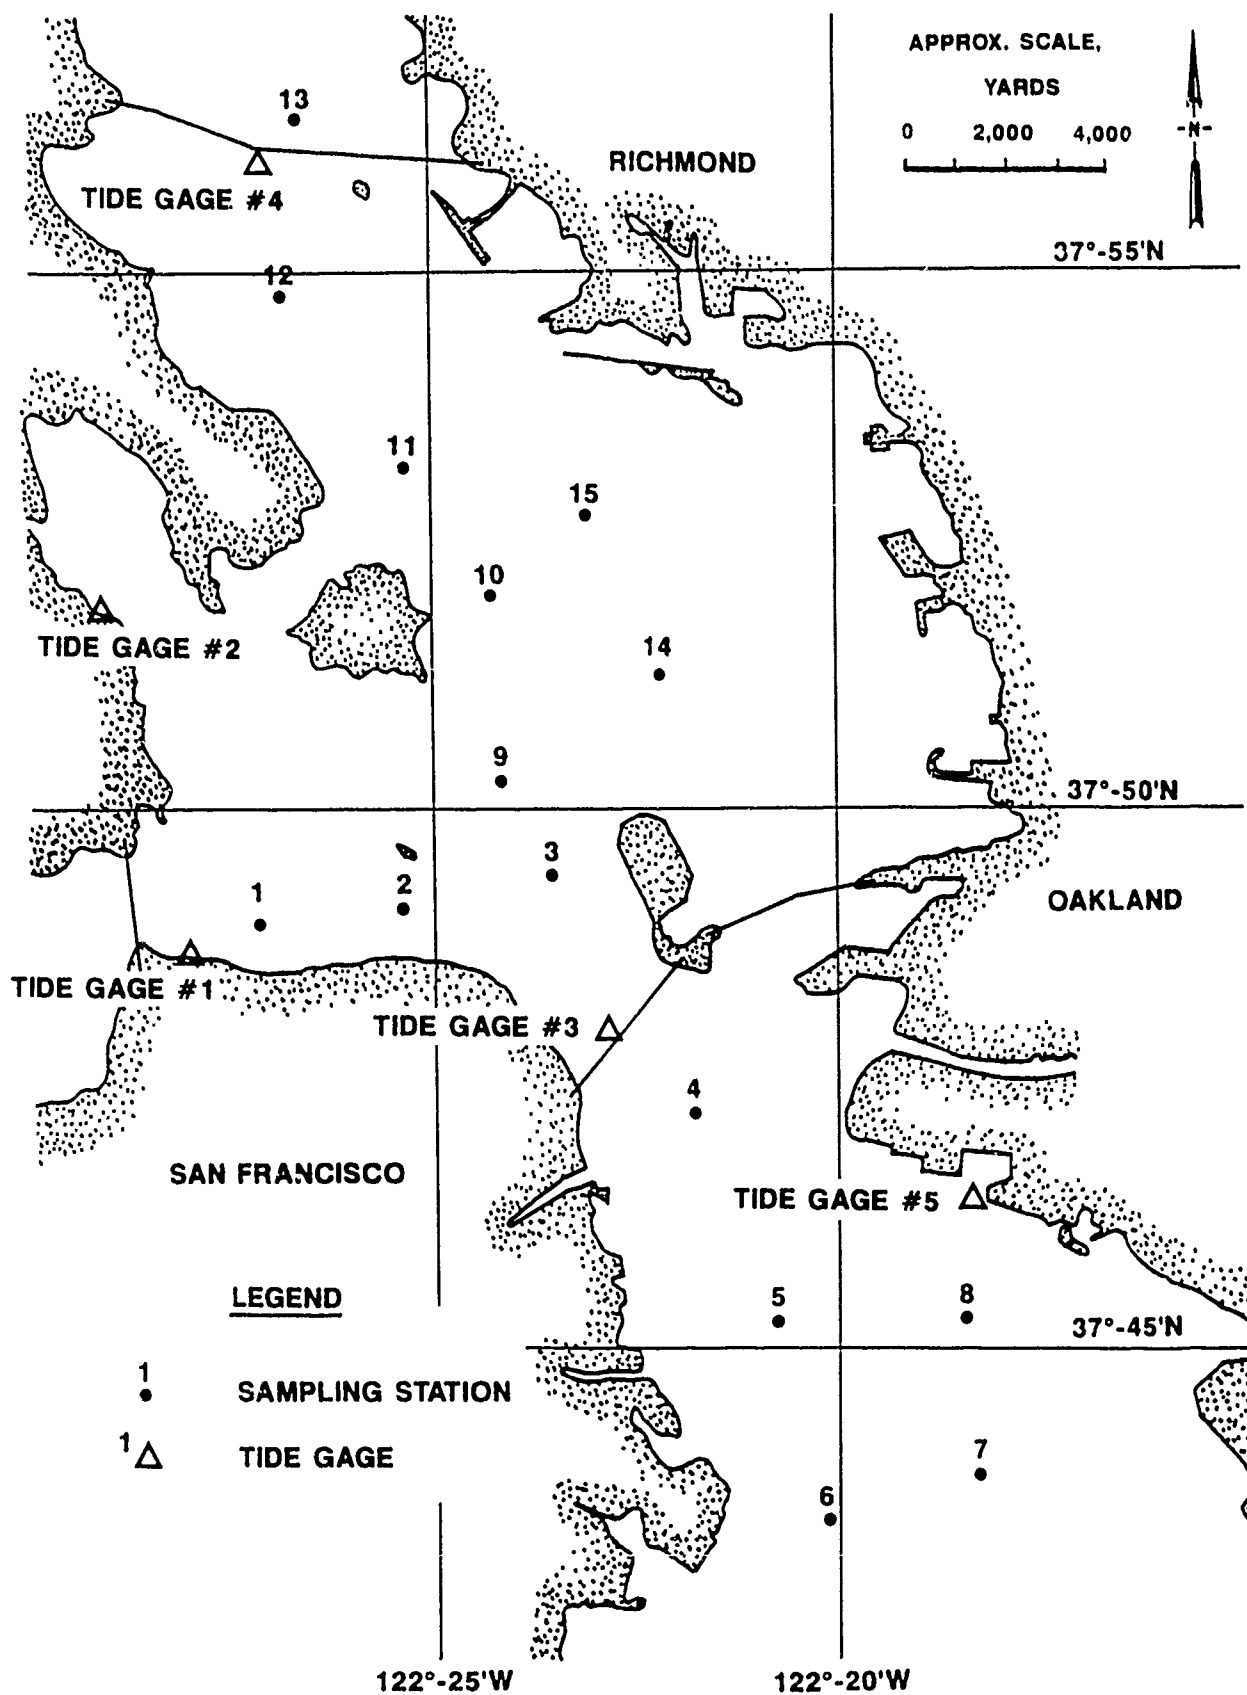 APPROX. SCALE,
YARDS
0 2,000 4,000
-N-
13
RICHMOND
TIDE GAGE #4
37°-55'N
12
11
15
10
TIDE GAGE #2
14
9
37°-50'N
3
1
2
OAKLAND
TIDE GAGE #1
TIDE GAGE #3
4
SAN FRANCISCO
TIDE GAGE #5
LEGEND
5
8
37°-45'N
1
SAMPLING STATION
1
TIDE GAGE
7
6
122°-25'W
122°-20'W